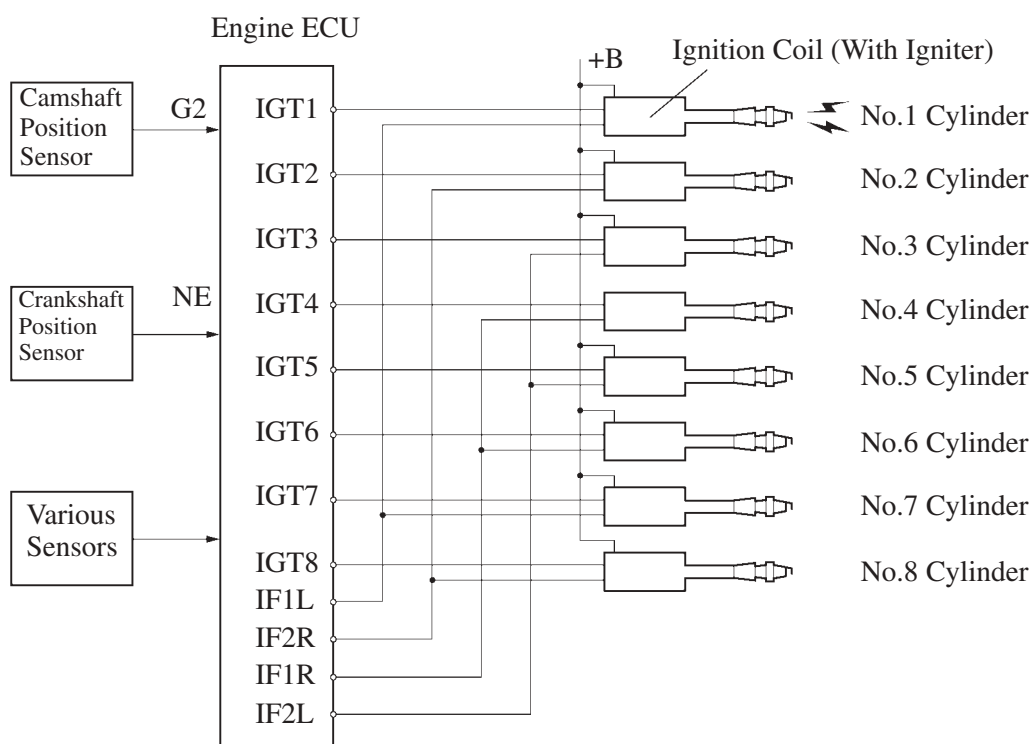 Engine ECU
Ignition Coil (With Igniter)
+B
Camshaft
Position
Sensor
G2
IGT1
No.1 Cylinder
IGT2
No.2 Cylinder
IGT3
No.3 Cylinder
Crankshaft
Position
Sensor
NE
IGT4
No.4 Cylinder
IGT5
No.5 Cylinder
IGT6
No.6 Cylinder
Various
Sensors
IGT7
No.7 Cylinder
IGT8
No.8 Cylinder
IF1L
IF2R
IF1R
IF2L